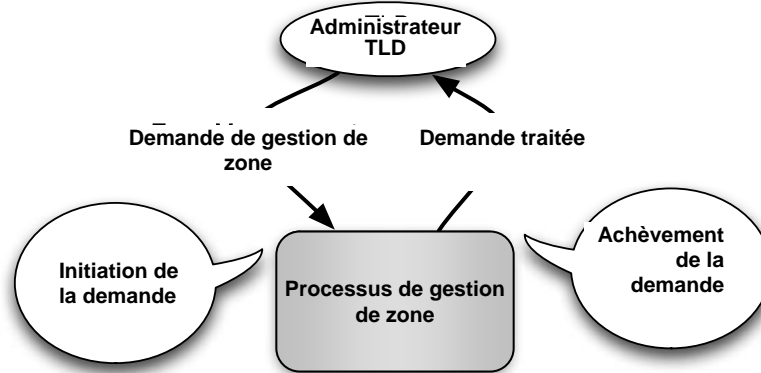 Administrateur
TLD
Demande de gestion de
zone
Demande traitée
Initiation de
la demande
Achèvement
de la
demande
Processus de gestion
de zone